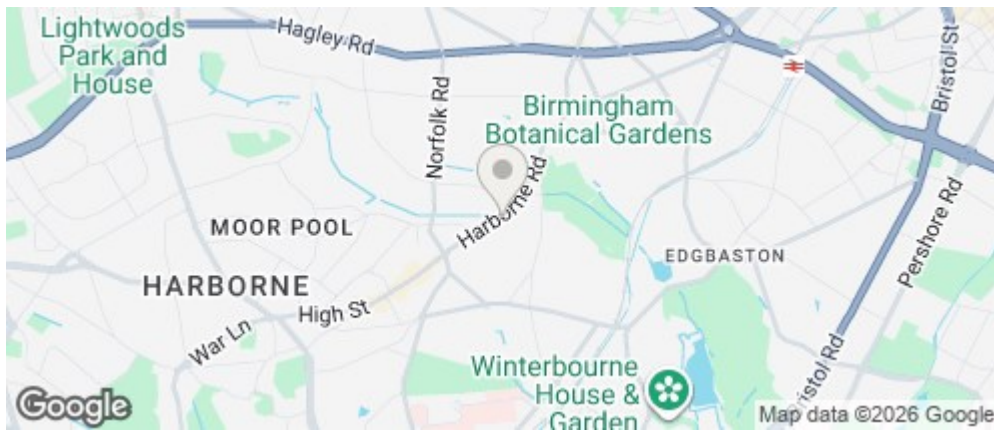 Lightwoods
Park and
House
Hagley Rd
Bristol St
Norfolk Rd
Birmingham
Botanical Gardens
Harborne Rd
MOOR POOL
EDGBASTON
Pershore Rd
HARBORNE
High St
War Ln
Winterbourne
House &
Garden
Bristol Rd
Google
Map data ©2026 Google